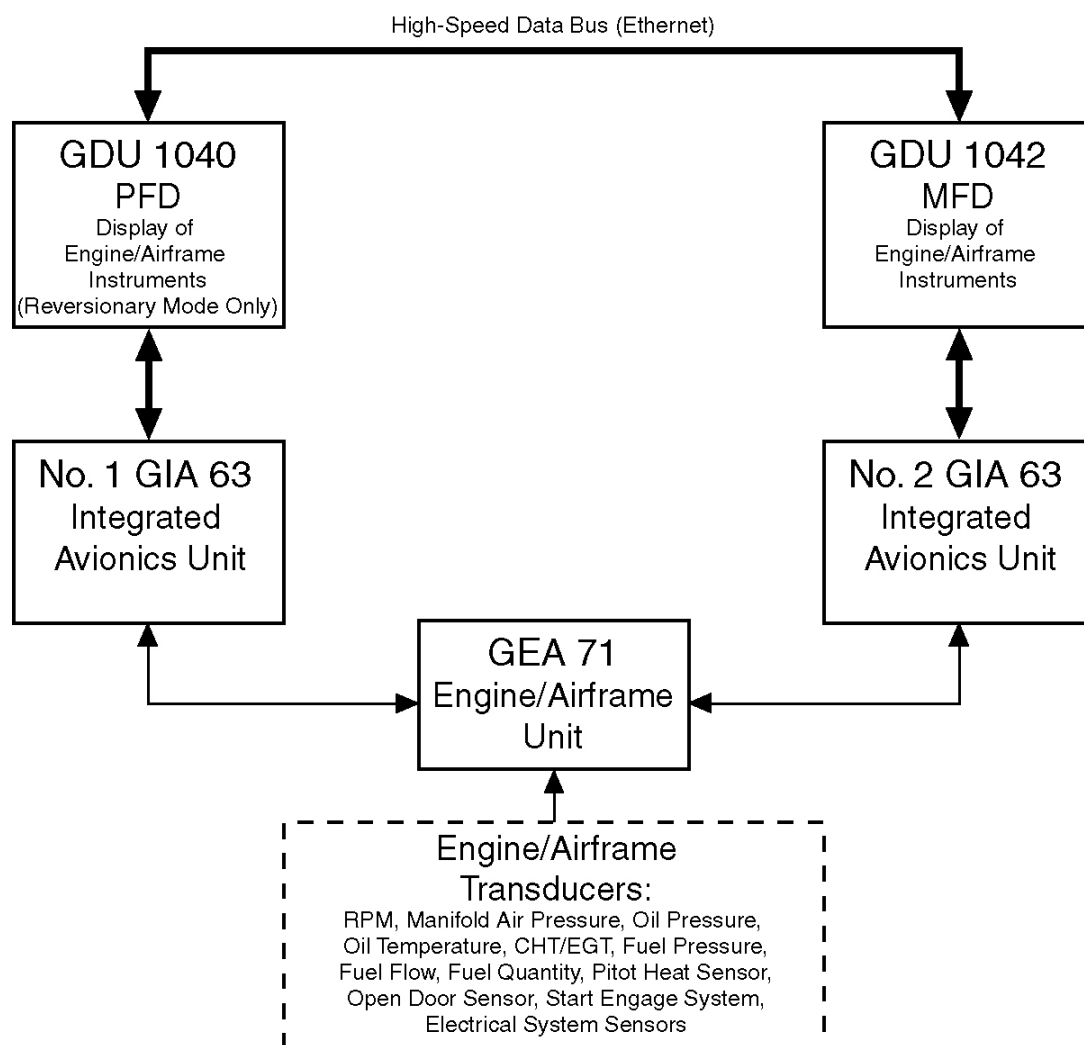 High-Speed Data Bus (Ethernet)
GDU 1040
PFD
Display of
Engine/Airframe
Instruments
(Reversionary Mode Only)
GDU 1042
MFD
Display of
Engine/Airframe
Instruments
No. 1 GIA 63
Integrated
Avionics Unit
No. 2 GIA 63
Integrated
Avionics Unit
GEA 71
Engine/Airframe
Unit
Engine/Airframe
Transducers:
RPM, Manifold Air Pressure, Oil Pressure,
Oil Temperature, CHT/EGT, Fuel Pressure,
Fuel Flow, Fuel Quantity, Pitot Heat Sensor,
Open Door Sensor, Start Engage System,
Electrical System Sensors